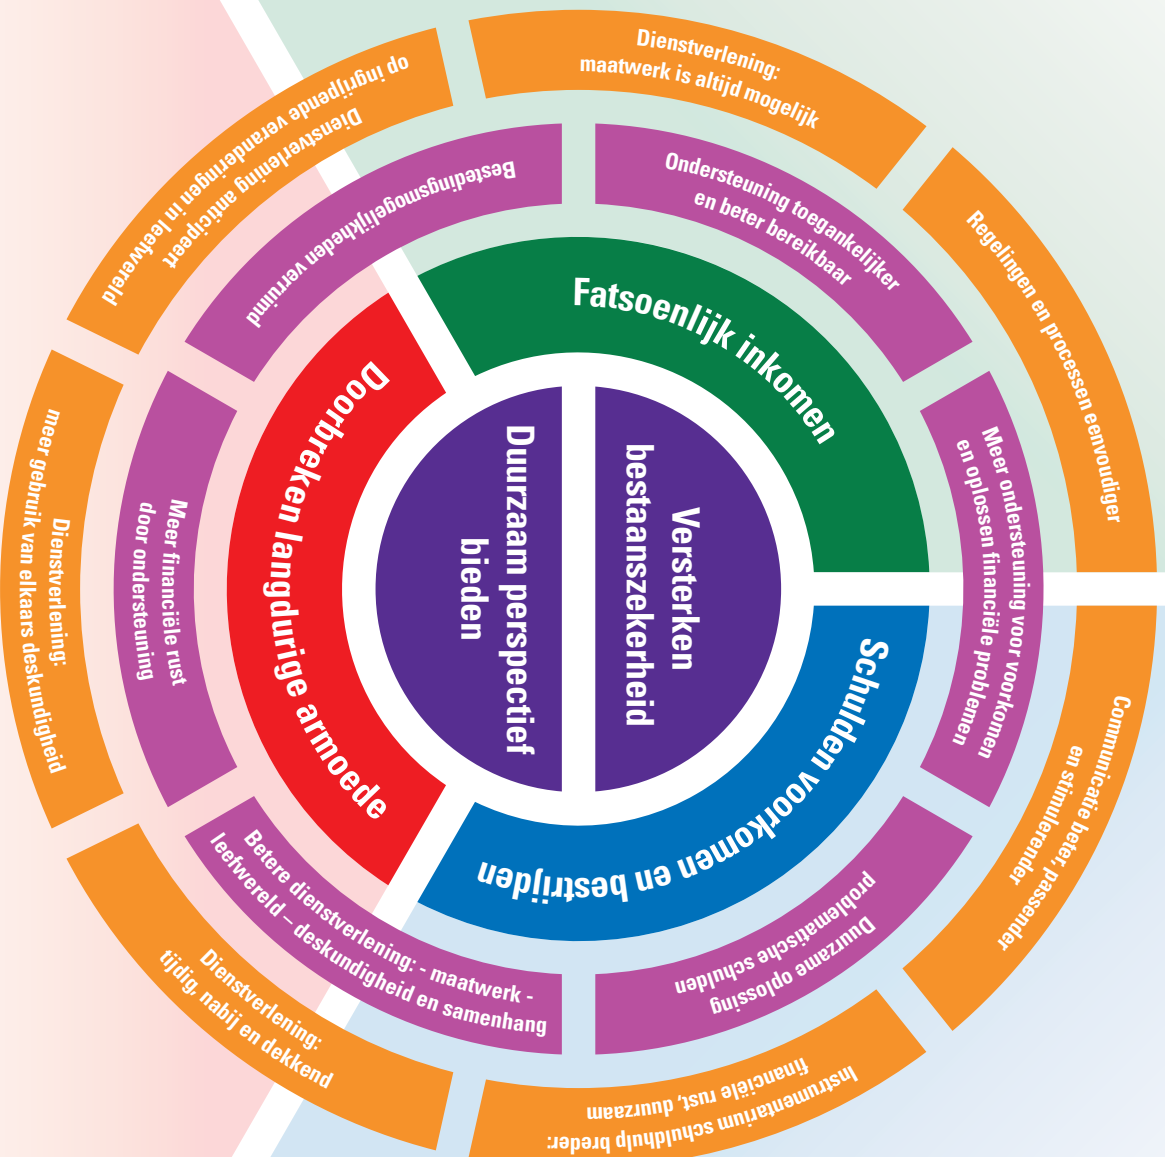 Versterken
bestaanszekerheid
Duurzaam perspectief
bieden
Fatsoenlijk inkomen
Schulden voorkomen en bestrijden
Doorbreken langdurige armoede
Ondersteuning toegankelijker
en beter bereikbaar
Meer ondersteuning voor voorkomen
en oplossen financiële problemen
Duurzame oplossing
problematische schulden
Betere dienstverlening: - maatwerk -
leefwereld – deskundigheid en samenhang
Meer financiële rust
door ondersteuning
Bestedingsmogelijkheden verruimd
Dienstverlening:
maatwerk is altijd mogelijk
Regelingen en processen eenvoudiger
Communicatie beter, passender
en stimulerender
Instrumentarium schuldhulp breder:
financiële rust, duurzaam
Dienstverlening:
tijdig, nabij en dekkend
Dienstverlening:
meer gebruik van elkaars deskundigheid
Dienstverlening anticipeert
op ingrijpende veranderingen in leefwereld